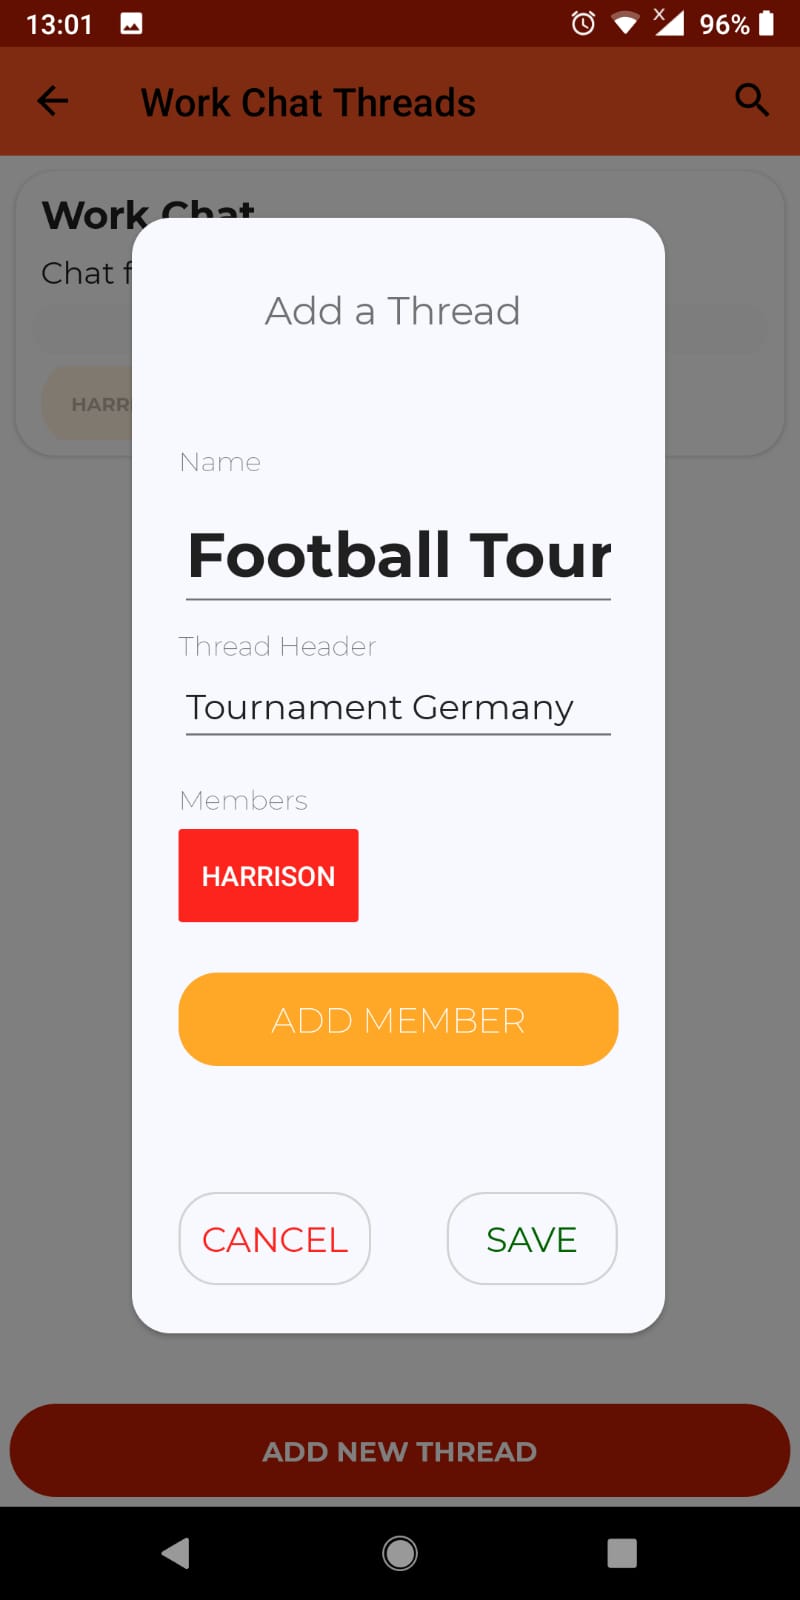 13:01
96%
Work Chat Threads
Work Chat
Chat f
HARRI
Add a Thread
Name
Football Tour
Thread Header
Tournament Germany
Members
HARRISON
ADD MEMBER
CANCEL
SAVE
ADD NEW THREAD